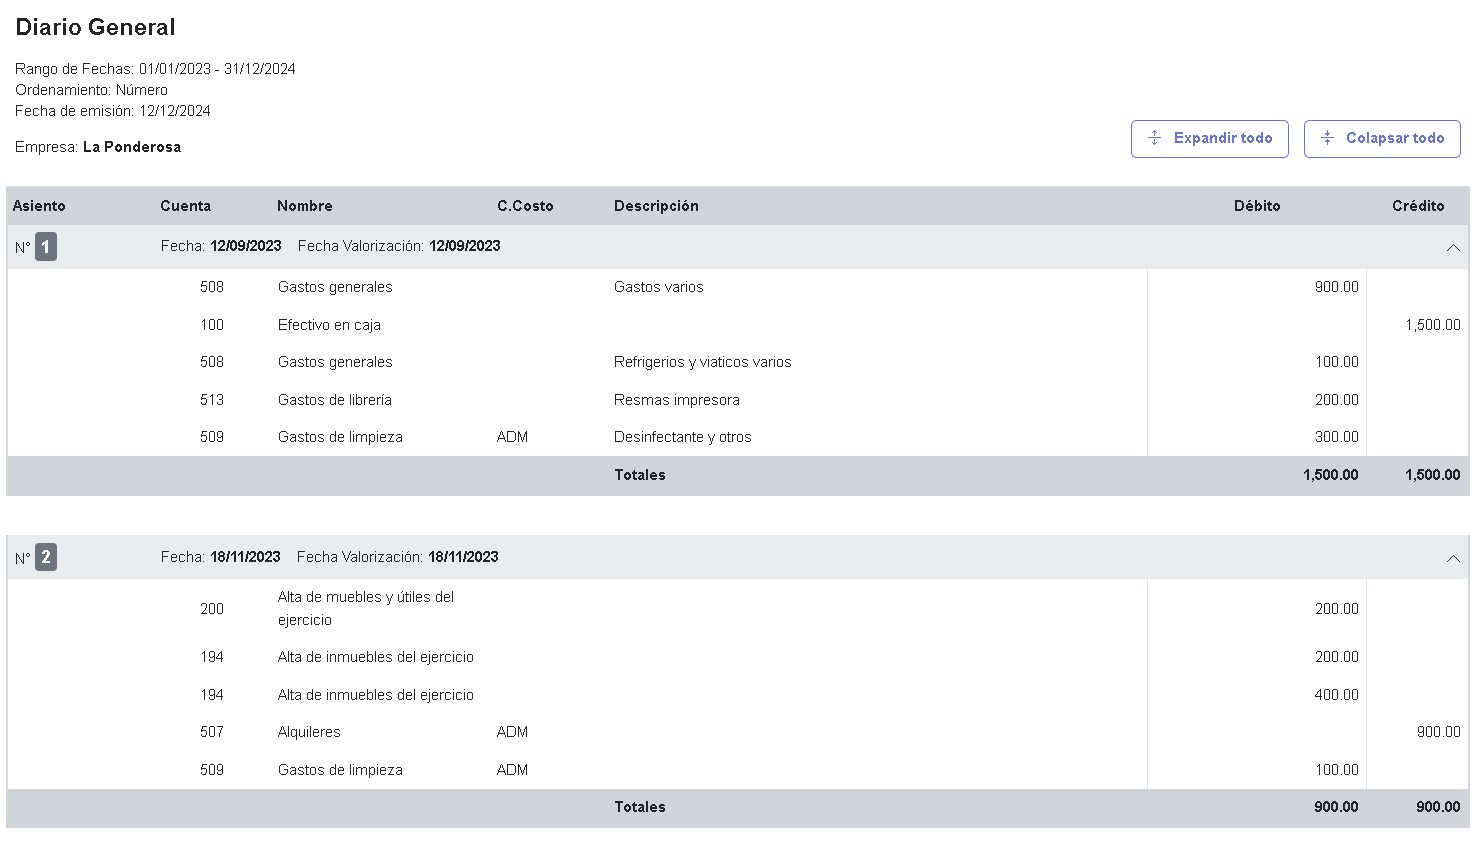 Diario General
Rango de Fechas: 01/01/2023 - 31/12/2024
Ordenamiento: Número
Fecha de emisión: 12/12/2024
Empresa: La Ponderosa
Expandir todo Colapsar todo
Asiento Cuenta Nombre C.Costo Descripción Débito Crédito
N° 1 Fecha: 12/09/2023 Fecha Valorización: 12/09/2023
508 Gastos generales Gastos varios 900.00
100 Efectivo en caja 1,500.00
508 Gastos generales Refrigerios y viaticos varios 100.00
513 Gastos de librería Resmas impresora 200.00
509 Gastos de limpieza ADM Desinfectante y otros 300.00
Totales 1,500.00 1,500.00
N° 2 Fecha: 18/11/2023 Fecha Valorización: 18/11/2023
200 Alta de muebles y útiles del
ejercicio 200.00
194 Alta de inmuebles del ejercicio 200.00
194 Alta de inmuebles del ejercicio 400.00
507 Alquileres ADM 900.00
509 Gastos de limpieza ADM 100.00
Totales 900.00 900.00